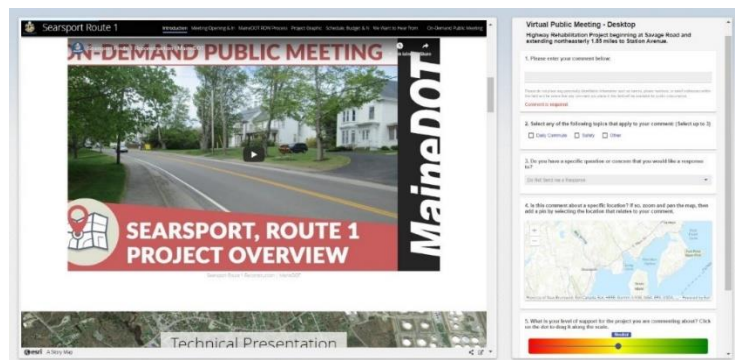 Searsport Route 1
Introduction Meeting Opening & In MaineDOT ROW Process Project Graphic Schedule, Budget & N We Want to Hear From On-Demand Public Meeting
ON-DEMAND PUBLIC MEETING
MaineDOT
SEARSPORT, ROUTE 1
PROJECT OVERVIEW
Technical Presentation
esri A Story Map
Virtual Public Meeting - Desktop
Highway Rehabilitation Project beginning at Savage Road and
extending northeasterly 1.85 miles to Station Avenue.
1. Please enter your comment below.
Comment is required
2. Select any of the following topics that apply to your comment: (Select up to 3)
Daily Commute Safety Other
3. Do you have a specific question or concern that you would like a response
to?
Do Not Send me a Response
4. Is this comment about a specific location? If so, zoom and pan the map, then
add a pin by selecting the location that relates to your comment.
5. What is your level of support for the project you are commenting about? Click
on the dot to drag it along the scale.
Neutral